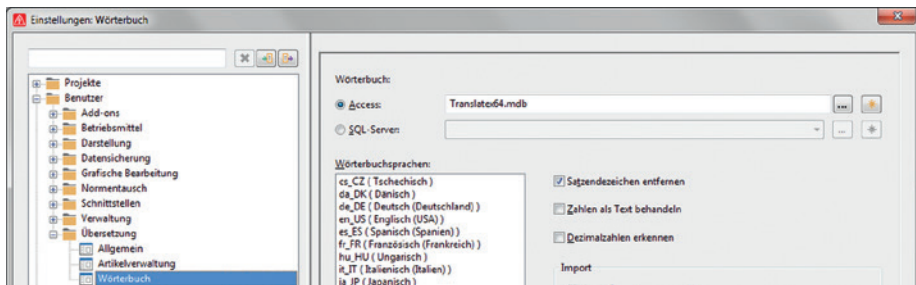 Einstellungen: Wörterbuch
Projekte
Benutzer
Add-ons
Betriebsmittel
Darstellung
Datensicherung
Grafische Bearbeitung
Normentausch
Schnittstellen
Verwaltung
Übersetzung
Allgemein
Artikelverwaltung
Wörterbuch
Wörterbuch:
Access: Translatex64.mdb ...
SQL-Server: ...
Wörterbuchsprachen:
cs_CZ ( Tschechisch )
da_DK ( Dänisch )
de_DE ( Deutsch (Deutschland) )
en_US ( Englisch (USA) )
es_ES ( Spanisch (Spanien) )
fr_FR ( Französisch (Frankreich) )
hu_HU ( Ungarisch )
it_IT ( Italienisch (Italien) )
ja_JP ( Japanisch )
Satzendezeichen entfernen
Zahlen als Text behandeln
Dezimalzahlen erkennen
Import